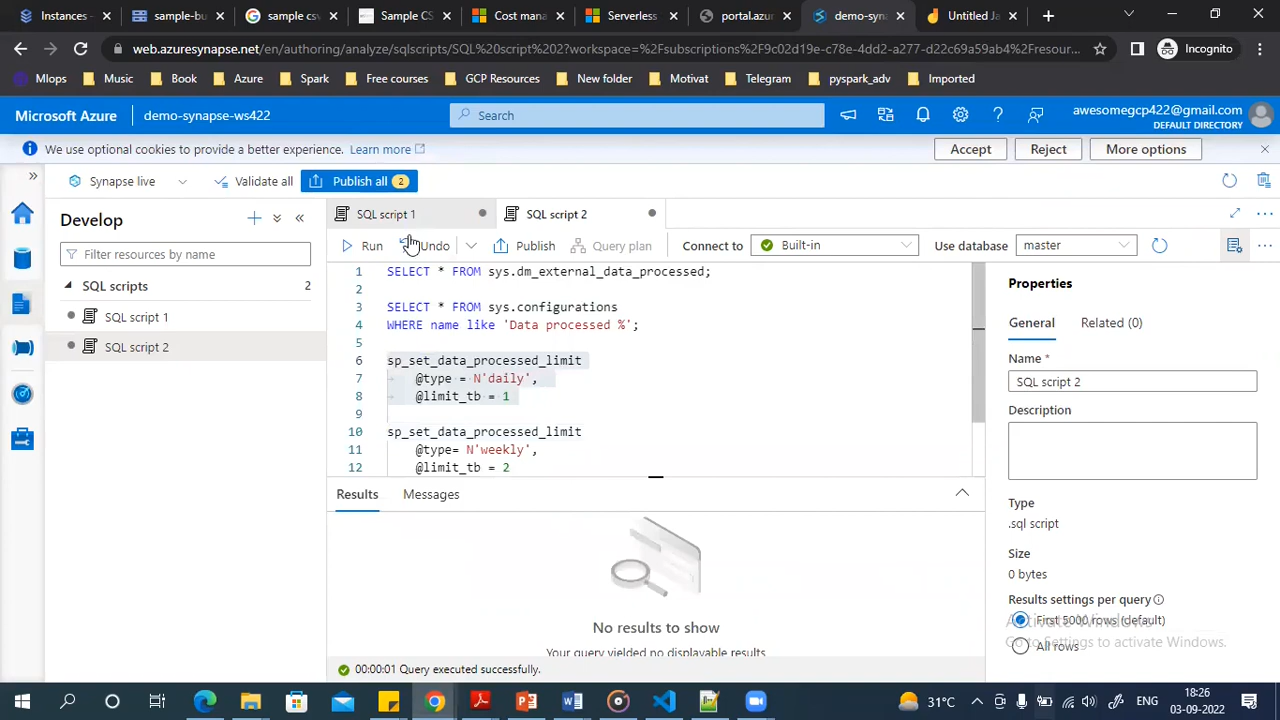 Instances -
sample-bu
sample csv
Sample CS
Cost mana
Serverless
portal.azu
demo-syna
Untitled Ja
web.azuresynapse.net/en/authoring/analyze/sqlscripts/SQL%20script%202?workspace=%2Fsubscriptions%2F9c02d19e-c78e-4dd2-a277-d22c69a59ab4%2Fresour...
Incognito
Mlops
Music
Book
Azure
Spark
Free courses
GCP Resources
New folder
Motivat
Telegram
pyspark_adv
Imported
Microsoft Azure
demo-synapse-ws422
Search
awesomegcp422@gmail.com
DEFAULT DIRECTORY
We use optional cookies to provide a better experience. Learn more
Accept
Reject
More options
Synapse live
Validate all
Publish all 2
Develop
SQL script 1
SQL script 2
Run
Undo
Publish
Query plan
Connect to
Built-in
Use database
master
Filter resources by name
SQL scripts 2
SQL script 1
SQL script 2
1 SELECT * FROM sys.dm_external_data_processed;
2
3 SELECT * FROM sys.configurations
4 WHERE name like 'Data processed %';
5
6 sp_set_data_processed_limit
7 @type = N'daily',
8 @limit_tb = 1
9
10 sp_set_data_processed_limit
11 @type= N'weekly',
12 @limit_tb = 2
Results
Messages
No results to show
Your query yielded no displayable results
00:00:01 Query executed successfully.
Properties
General
Related (0)
Name *
SQL script 2
Description
Type
.sql script
Size
0 bytes
Results settings per query
First 5000 rows (default)
All rows
Activate Windows
Go to Settings to activate Windows.
31°C
ENG
18:26
03-09-2022